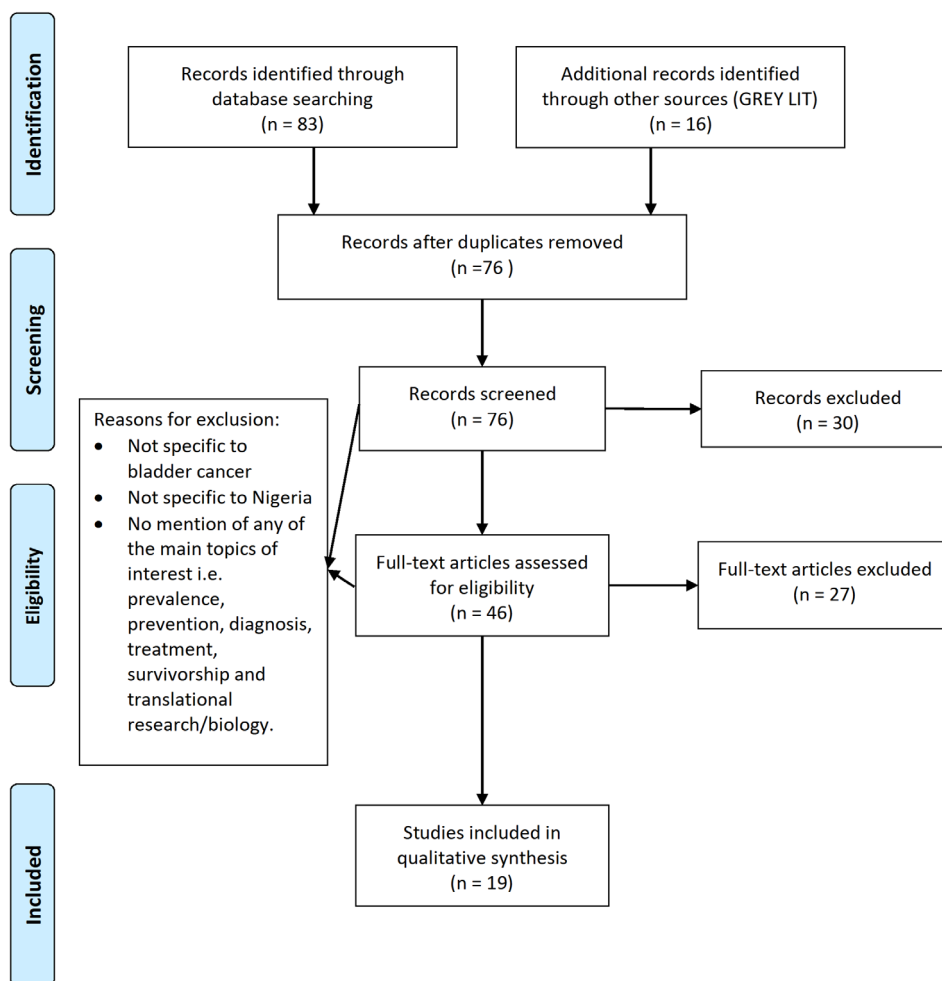 Identification
Records identified through
database searching
(n = 83)
Additional records identified
through other sources (GREY LIT)
(n = 16)
Records after duplicates removed
(n =76 )
Screening
Records screened
(n = 76)
Records excluded
(n = 30)
Reasons for exclusion:
• Not specific to
bladder cancer
• Not specific to Nigeria
• No mention of any of
the main topics of
interest i.e.
prevalence,
prevention, diagnosis,
treatment,
survivorship and
translational
research/biology.
Eligibility
Full-text articles assessed
for eligibility
(n = 46)
Full-text articles excluded
(n = 27)
Included
Studies included in
qualitative synthesis
(n = 19)